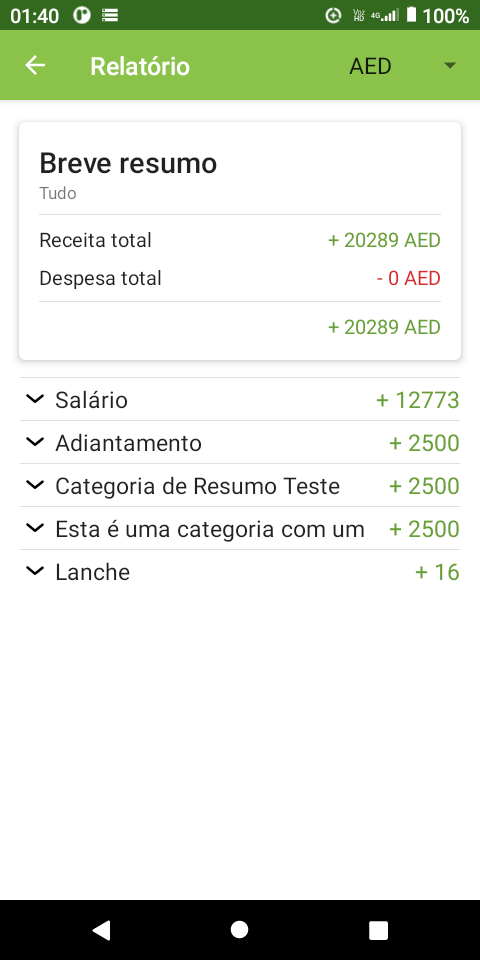 01:40 4G 100%
Relatório AED
Breve resumo
Tudo
Receita total + 20289 AED
Despesa total - 0 AED
+ 20289 AED
Salário + 12773
Adiantamento + 2500
Categoria de Resumo Teste + 2500
Esta é uma categoria com um + 2500
Lanche + 16